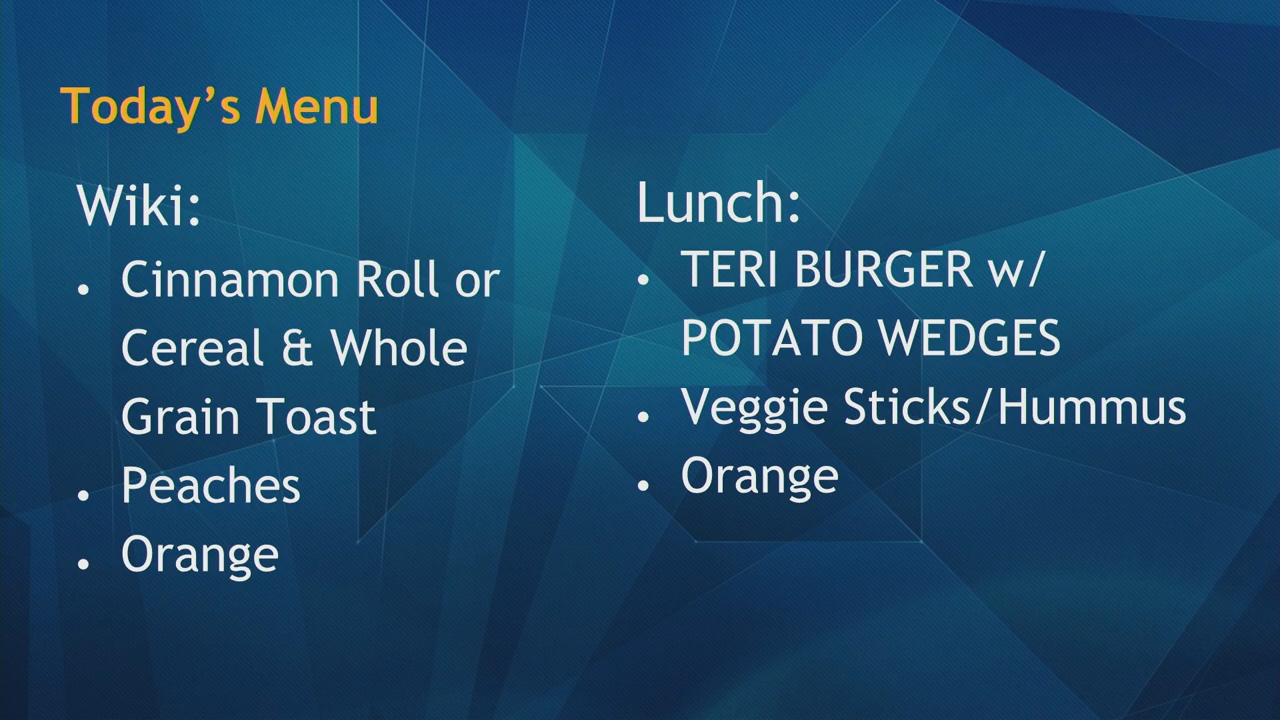 Today’s Menu
Wiki:
• Cinnamon Roll or
Cereal & Whole
Grain Toast
• Peaches
• Orange
Lunch:
• TERI BURGER w/
POTATO WEDGES
• Veggie Sticks/Hummus
• Orange